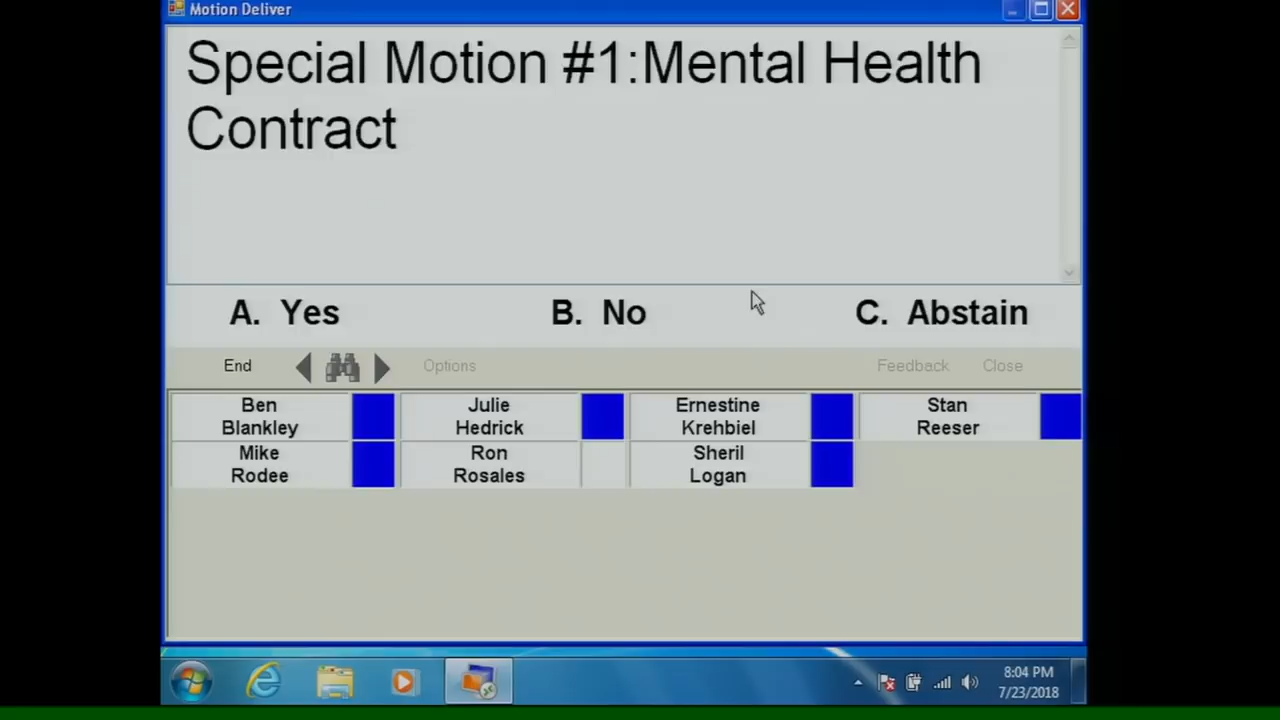 Motion Deliver
Special Motion #1:Mental Health
Contract
A. Yes B. No C. Abstain
End Options Feedback Close
Ben Blankley
Julie Hedrick
Ernestine Krehbiel
Stan Reeser
Mike Rodee
Ron Rosales
Sheril Logan
8:04 PM
7/23/2018